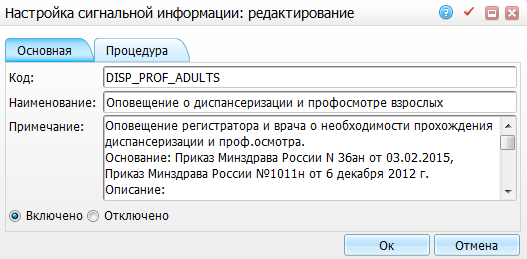 Настройка сигнальной информации: редактирование
Основная Процедура
Код: DISP_PROF_ADULTS
Наименование: Оповещение о диспансеризации и профосмотре взрослых
Примечание: Оповещение регистратора и врача о необходимости прохождения
диспансеризации и проф.осмотра.
Основание: Приказ Минздрава России N 36ан от 03.02.2015,
Приказ Минздрава России №1011н от 6 декабря 2012 г.
Описание:
Включено Отключено
Ок Отмена